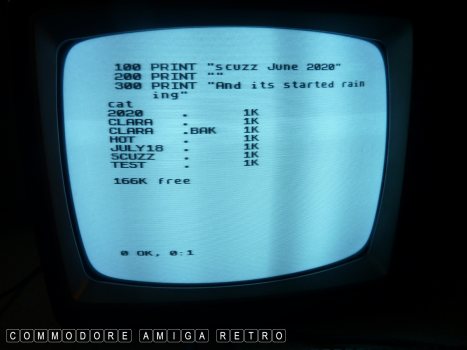 100 PRINT "scuzz June 2020"
200 PRINT ""
300 PRINT "And its started rain
ing"
cat
2020 . 1K
CLARA . 1K
CLARA .BAK 1K
HOT . 1K
JULY18 . 1K
SCUZZ . 1K
TEST . 1K
166K free
0 OK, 0:1
COMMODORE AMIGA RETRO